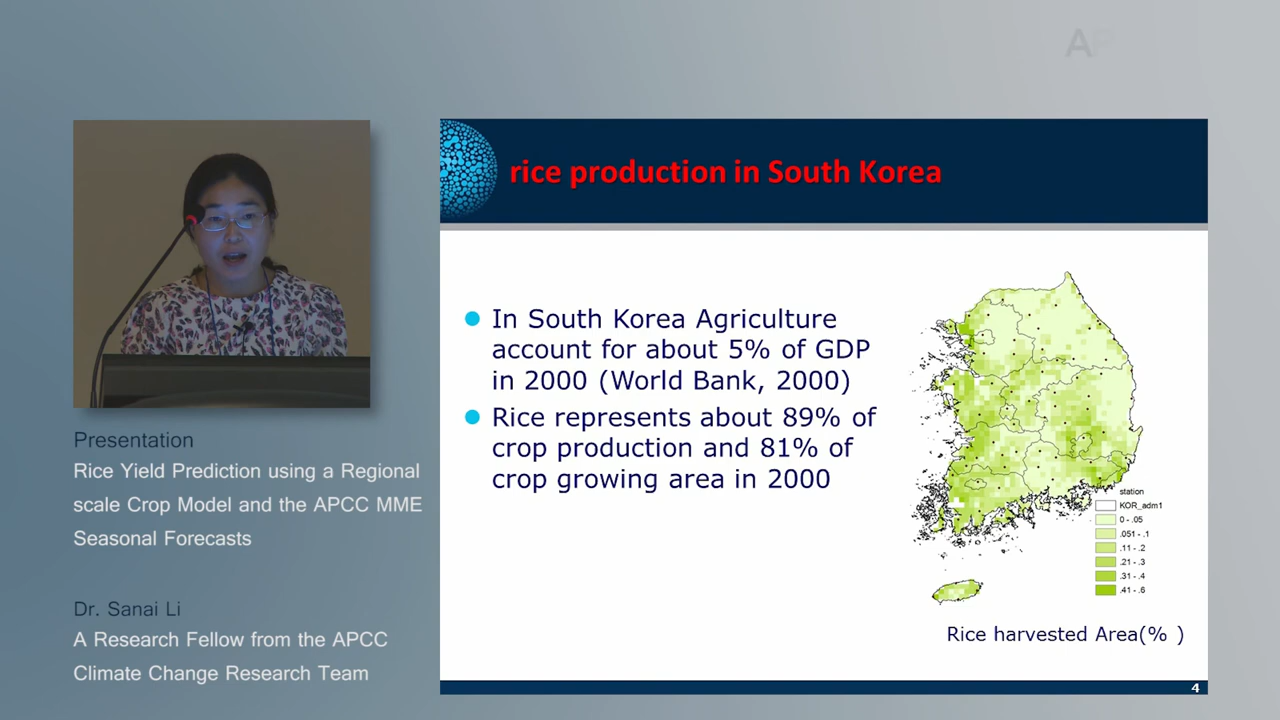 AP
rice production in South Korea
In South Korea Agriculture
account for about 5% of GDP
in 2000 (World Bank, 2000)
Rice represents about 89% of
crop production and 81% of
crop growing area in 2000
station
KOR_adm1
0 - .05
.051 - .1
.11 - .2
.21 - .3
.31 - .4
.41 - .6
Rice harvested Area(% )
4
Presentation
Rice Yield Prediction using a Regional
scale Crop Model and the APCC MME
Seasonal Forecasts
Dr. Sanai Li
A Research Fellow from the APCC
Climate Change Research Team